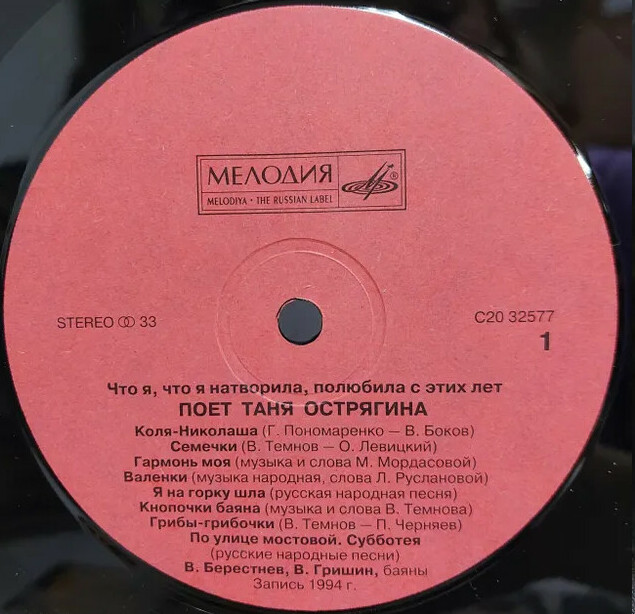 МЕЛОДИЯ
MELODIYA • THE RUSSIAN LABEL
®
STEREO 33
С20 32577
1
Что я, что я натворила, полюбила с этих лет
ПОЕТ ТАНЯ ОСТРЯГИНА
Коля-Николаша (Г. Пономаренко — В. Боков)
Семечки (В. Темнов — О. Левицкий)
Гармонь моя (музыка и слова М. Мордасовой)
Валенки (музыка народная, слова Л. Руслановой)
Я на горку шла (русская народная песня)
Кнопочки баяна (музыка и слова В. Темнова)
Грибы-грибочки (В. Темнов — П. Черняев)
По улице мостовой. Субботея
(русские народные песни)
В. Берестнев, В. Гришин, баяны
Запись 1994 г.